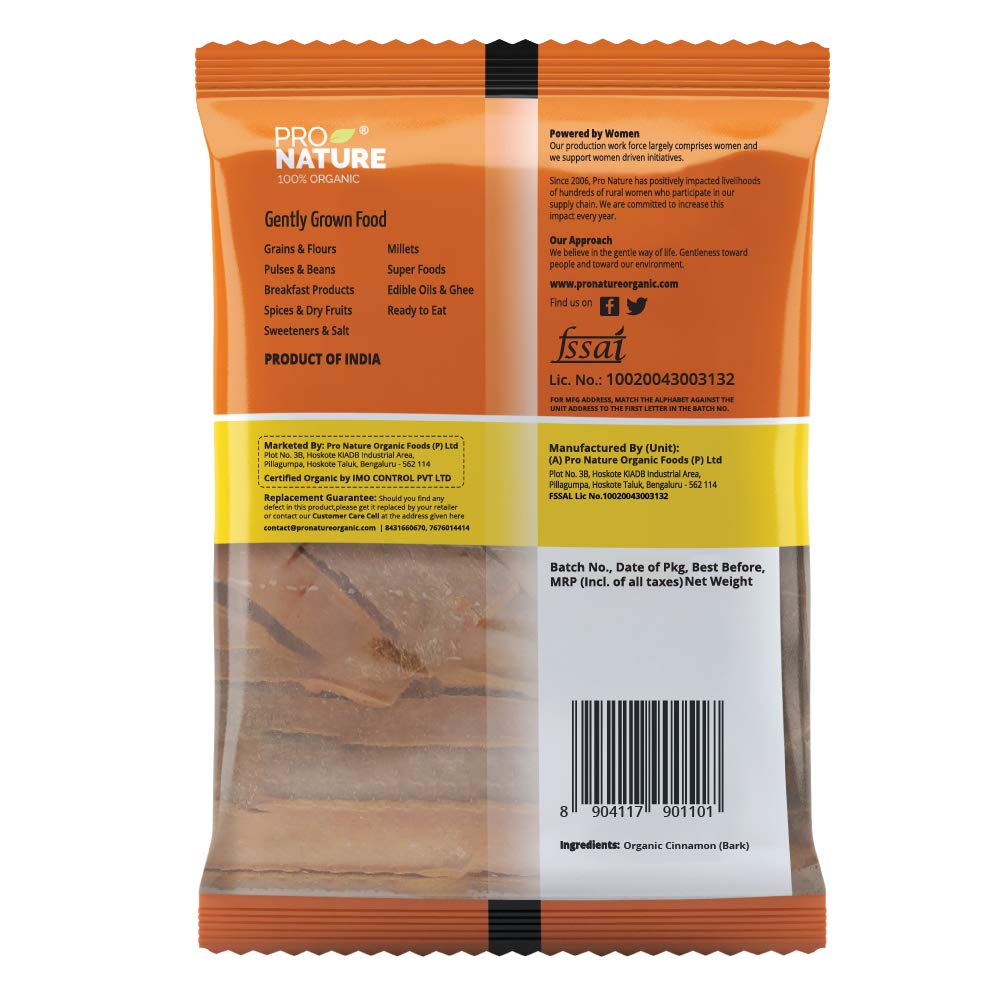 PRO ®
NATURE
100% ORGANIC
Gently Grown Food
Grains & Flours
Pulses & Beans
Breakfast Products
Spices & Dry Fruits
Sweeteners & Salt
Millets
Super Foods
Edible Oils & Ghee
Ready to Eat
PRODUCT OF INDIA
Powered by Women
Our production work force largely comprises women and
we support women driven initiatives.
Since 2006, Pro Nature has positively impacted livelihoods
of hundreds of rural women who participate in our
supply chain. We are committed to increase this
impact every year.
Our Approach
We believe in the gentle way of life. Gentleness toward
people and toward our environment.
www.pronatureorganic.com
Find us on
fssai
Lic. No.: 10020043003132
FOR MFG ADDRESS, MATCH THE ALPHABET AGAINST THE
UNIT ADDRESS TO THE FIRST LETTER IN THE BATCH NO.
Marketed By: Pro Nature Organic Foods (P) Ltd
Plot No. 3B, Hoskote KIADB Industrial Area,
Pillagumpa, Hoskote Taluk, Bengaluru - 562 114
Certified Organic by IMO CONTROL PVT LTD
Replacement Guarantee: Should you find any
defect in this product,please get it replaced by your retailer
or contact our Customer Care Cell at the address given here
contact@pronatureorganic.com | 8431660670, 7676014414
Manufactured By (Unit):
(A) Pro Nature Organic Foods (P) Ltd
Plot No. 3B, Hoskote KIADB Industrial Area,
Pillagumpa, Hoskote Taluk, Bengaluru - 562 114
FSSAL Lic No.10020043003132
Batch No., Date of Pkg, Best Before,
MRP (Incl. of all taxes) Net Weight
8 904117 901101
Ingredients: Organic Cinnamon (Bark)